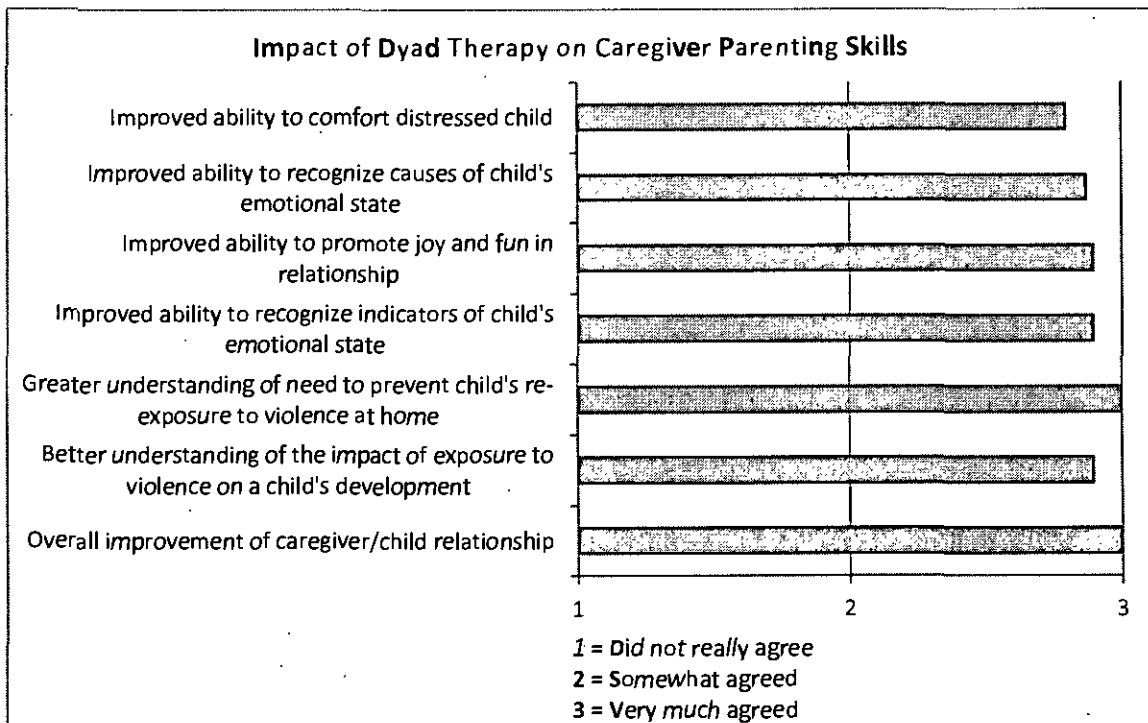 Impact of Dyad Therapy on Caregiver Parenting Skills
Improved ability to comfort distressed child
Improved ability to recognize causes of child's
emotional state
Improved ability to promote joy and fun in
relationship
Improved ability to recognize indicators of child's
emotional state
Greater understanding of need to prevent child's re-
exposure to violence at home
Better understanding of the impact of exposure to
violence on a child's development
Overall improvement of caregiver/child relationship
1 2 3
1 = Did not really agree
2 = Somewhat agreed
3 = Very much agreed